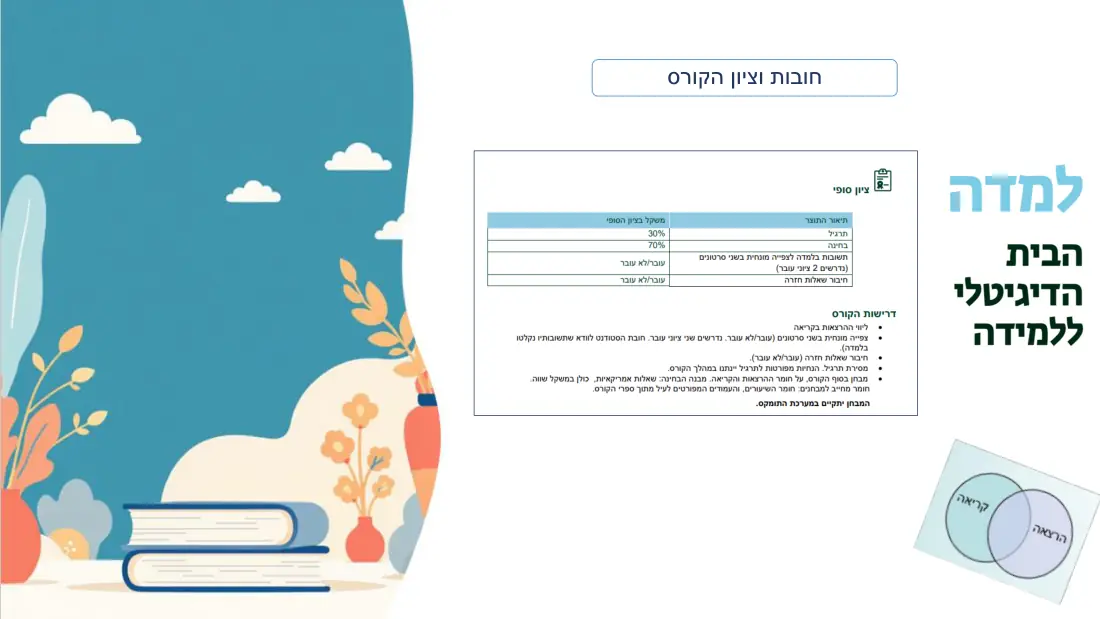 חובות וציון הקורס
למדה
הבית
הדיגיטלי
ללמידה
ציון סופי
תיאור התוצר משקל בציון הסופי
תרגיל 30%
בחינה 70%
תשובות בלמדה לצפייה מונחית בשני סרטונים
(נדרשים 2 ציוני עובר) עובר/לא עובר
חיבור שאלות חזרה עובר/לא עובר
דרישות הקורס
• ליווי ההרצאות בקריאה
• צפייה מונחית בשני סרטונים (עובר/לא עובר. נדרשים שני ציוני עובר. חובת הסטודנט לוודא שתשובותיו נקלטו
בלמדה).
• חיבור שאלות חזרה (עובר/לא עובר).
• מסירת תרגיל. הנחיות מפורטות לתרגיל יינתנו במהלך הקורס.
• מבחן בסוף הקורס, על חומר ההרצאות והקריאה. מבנה הבחינה: שאלות אמריקאיות, כולן במשקל שווה.
חומר מחייב למבחנים: חומר השיעורים, והעמודים המפורטים לעיל מתוך ספרי הקורס.
המבחן יתקיים במערכת התומקס.
קריאה
הרצאה